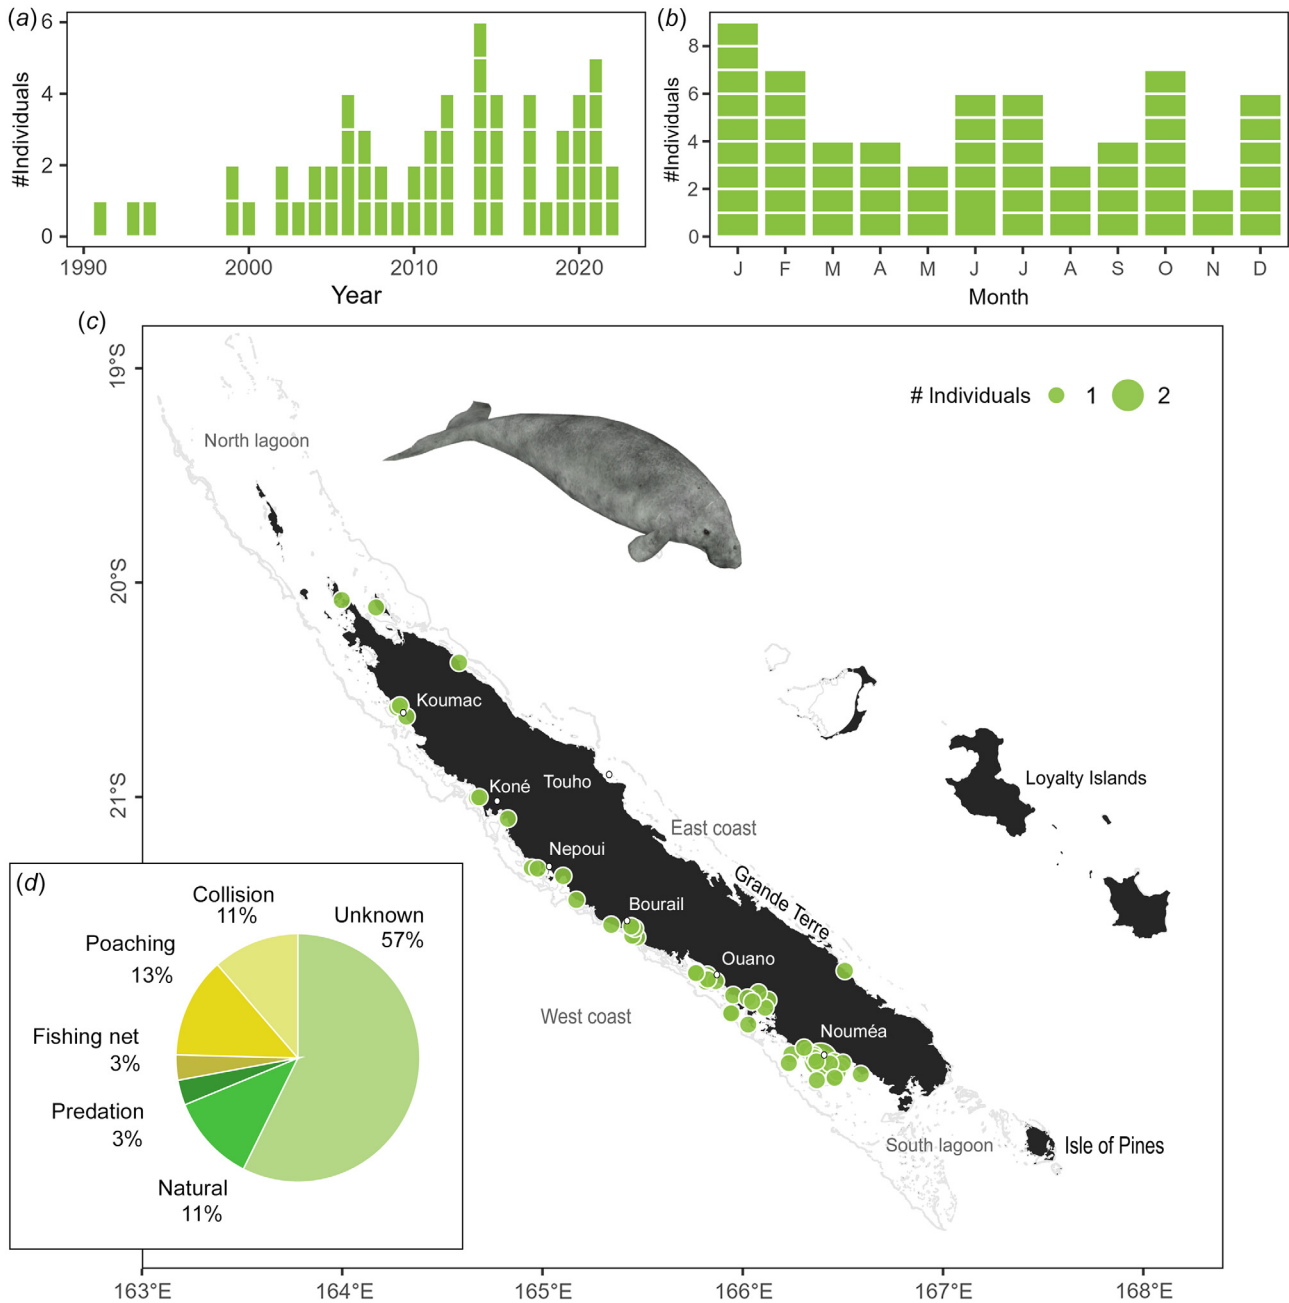 (a)
#Individuals
6
4
2
0
1990 2000 2010 2020
Year
(b)
#Individuals
8
6
4
2
0
J F M A M J J A S O N D
Month
(c)
# Individuals 1 2
19°S
20°S
21°S
North lagoon
Koumac
Koné
Touho
Nepoui
East coast
Loyalty Islands
Bourail
Grande Terre
Ouano
West coast
Nouméa
South lagoon
Isle of Pines
(d)
Collision
11%
Unknown
57%
Poaching
13%
Fishing net
3%
Predation
3%
Natural
11%
163°E 164°E 165°E 166°E 167°E 168°E